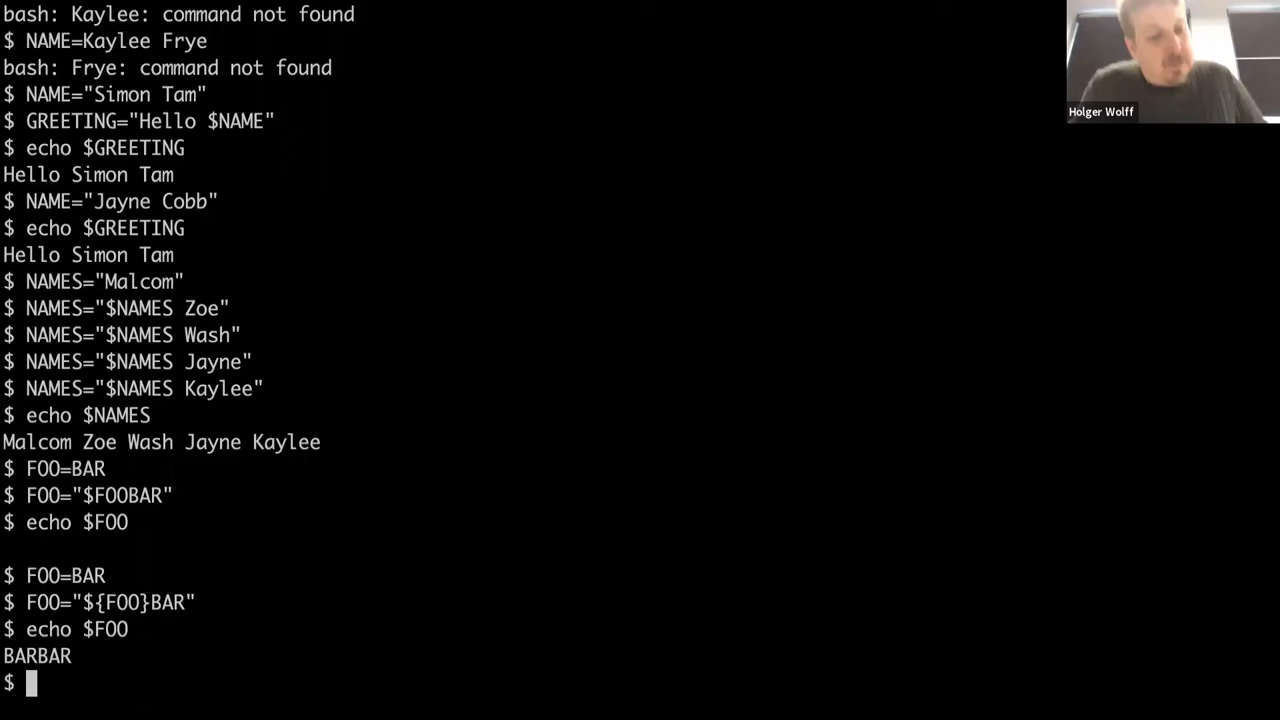 bash: Kaylee: command not found
$ NAME=Kaylee Frye
bash: Frye: command not found
$ NAME="Simon Tam"
$ GREETING="Hello $NAME"
$ echo $GREETING
Hello Simon Tam
$ NAME="Jayne Cobb"
$ echo $GREETING
Hello Simon Tam
$ NAMES="Malcom"
$ NAMES="$NAMES Zoe"
$ NAMES="$NAMES Wash"
$ NAMES="$NAMES Jayne"
$ NAMES="$NAMES Kaylee"
$ echo $NAMES
Malcom Zoe Wash Jayne Kaylee
$ FOO=BAR
$ FOO="$FOOBAR"
$ echo $FOO
$ FOO=BAR
$ FOO="${FOO}BAR"
$ echo $FOO
BARBAR
$
Holger Wolff